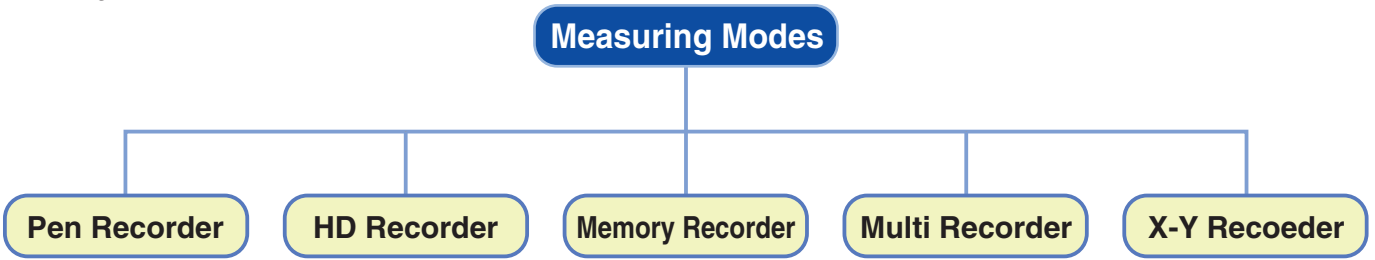 Measuring Modes
Pen Recorder
HD Recorder
Memory Recorder
Multi Recorder
X-Y Recoeder